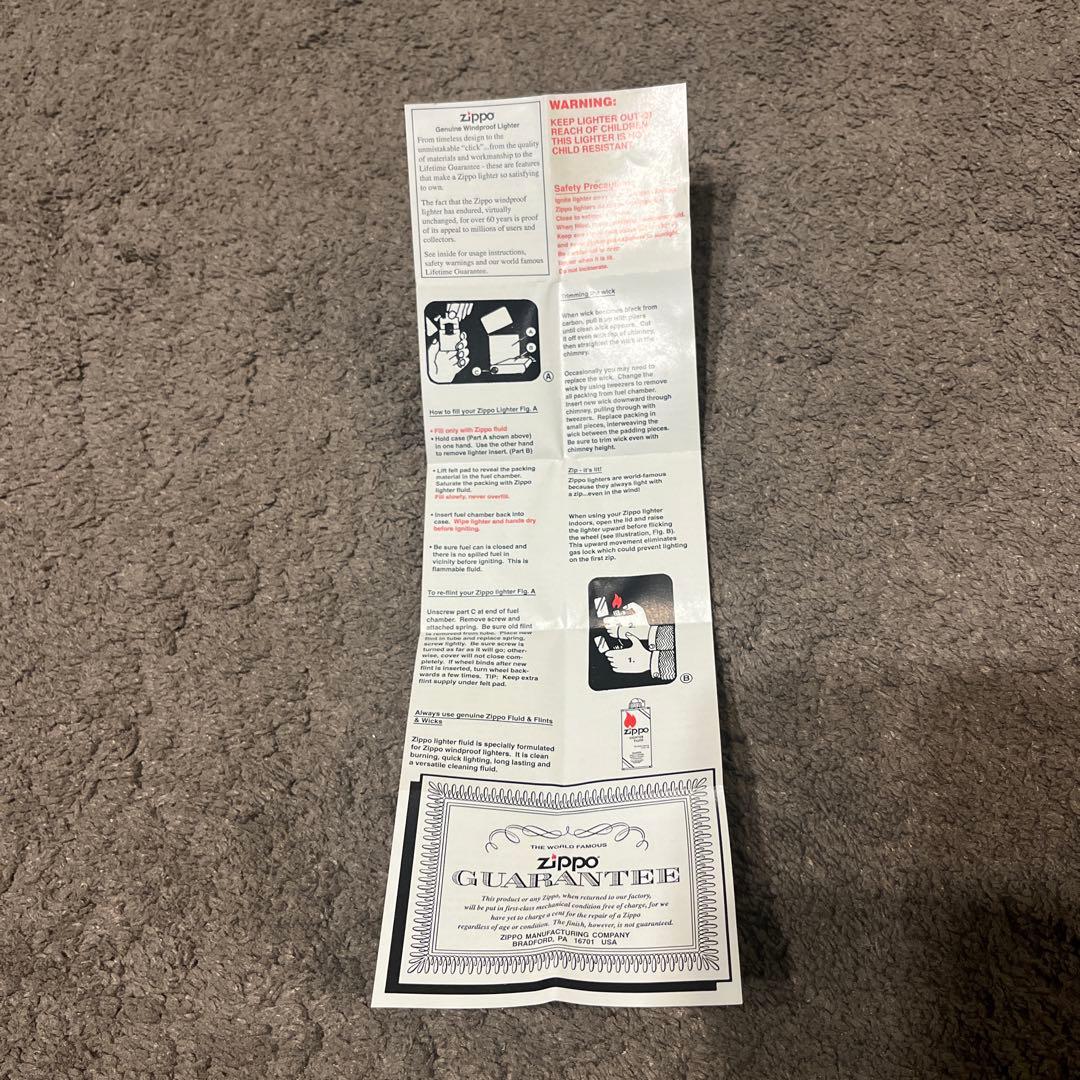 zippo
Genuine Windproof Lighter
From timeless design to the
unmistakable "click"...from the quality
of materials and workmanship to the
Lifetime Guarantee - these are features
that make a Zippo lighter so satisfying
to own.
The fact that the Zippo windproof
lighter has endured, virtually
unchanged, for over 60 years is proof
of its appeal to millions of users and
collectors.
See inside for usage instructions,
safety warnings and our world famous
Lifetime Guarantee.
A
B
C
A
How to fill your Zippo Lighter Fig. A
• Fill only with Zippo fluid
• Hold case (Part A shown above)
in one hand. Use the other hand
to remove lighter insert. (Part B)
• Lift felt pad to reveal the packing
material in the fuel chamber.
Saturate the packing with Zippo
lighter fluid.
Fill slowly, never overfill.
• Insert fuel chamber back into
case. Wipe lighter and hands dry
before igniting.
• Be sure fuel can is closed and
there is no spilled fuel in
vicinity before igniting. This is
flammable fluid.
To re-flint your Zippo lighter Fig. A
Unscrew part C at end of fuel
chamber. Remove screw and
attached spring. Be sure old flint
is removed from tube. Place new
flint in tube and replace spring,
screw tightly. Be sure screw is
turned as far as it will go; other-
wise, cover will not close com-
pletely. If wheel binds after new
flint is inserted, turn wheel back-
wards a few times. TIP: Keep extra
flint supply under felt pad.
Always use genuine Zippo Fluid & Flints
& Wicks
Zippo lighter fluid is specially formulated
for Zippo windproof lighters. It is clean
burning, quick lighting, long lasting and
a versatile cleaning fluid.
WARNING:
KEEP LIGHTER OUT OF
REACH OF CHILDREN
THIS LIGHTER IS NOT
CHILD RESISTANT
Safety Precautions
Ignite lighter away
Zippo lighters do
Close to
When filled,
Keep
and
Be
when it is lit.
Do not incinerate.
Trimming the wick
When wick becomes black from
carbon, pull it up with pliers
until clean wick appears. Cut
it off even with top of chimney,
then straighten the wick in the
chimney.
Occasionally you may need to
replace the wick. Change the
wick by using tweezers to remove
all packing from fuel chamber.
Insert new wick downward through
chimney, pulling through with
tweezers. Replace packing in
small pieces, interweaving the
wick between the padding pieces.
Be sure to trim wick even with
chimney height.
Zip - it's lit!
Zippo lighters are world-famous
because they always light with
a zip...even in the wind!
When using your Zippo lighter
indoors, open the lid and raise
the lighter upward before flicking
the wheel (see illustration, Fig. B).
This upward movement eliminates
gas lock which could prevent lighting
on the first zip.
2.
1.
B
zippo
LIGHTER
FLUID
THE WORLD FAMOUS
zippo
GUARANTEE
This product or any Zippo, when returned to our factory,
will be put in first-class mechanical condition free of charge, for we
have yet to charge a cent for the repair of a Zippo
regardless of age or condition. The finish, however, is not guaranteed.
ZIPPO MANUFACTURING COMPANY
BRADFORD, PA 16701 USA